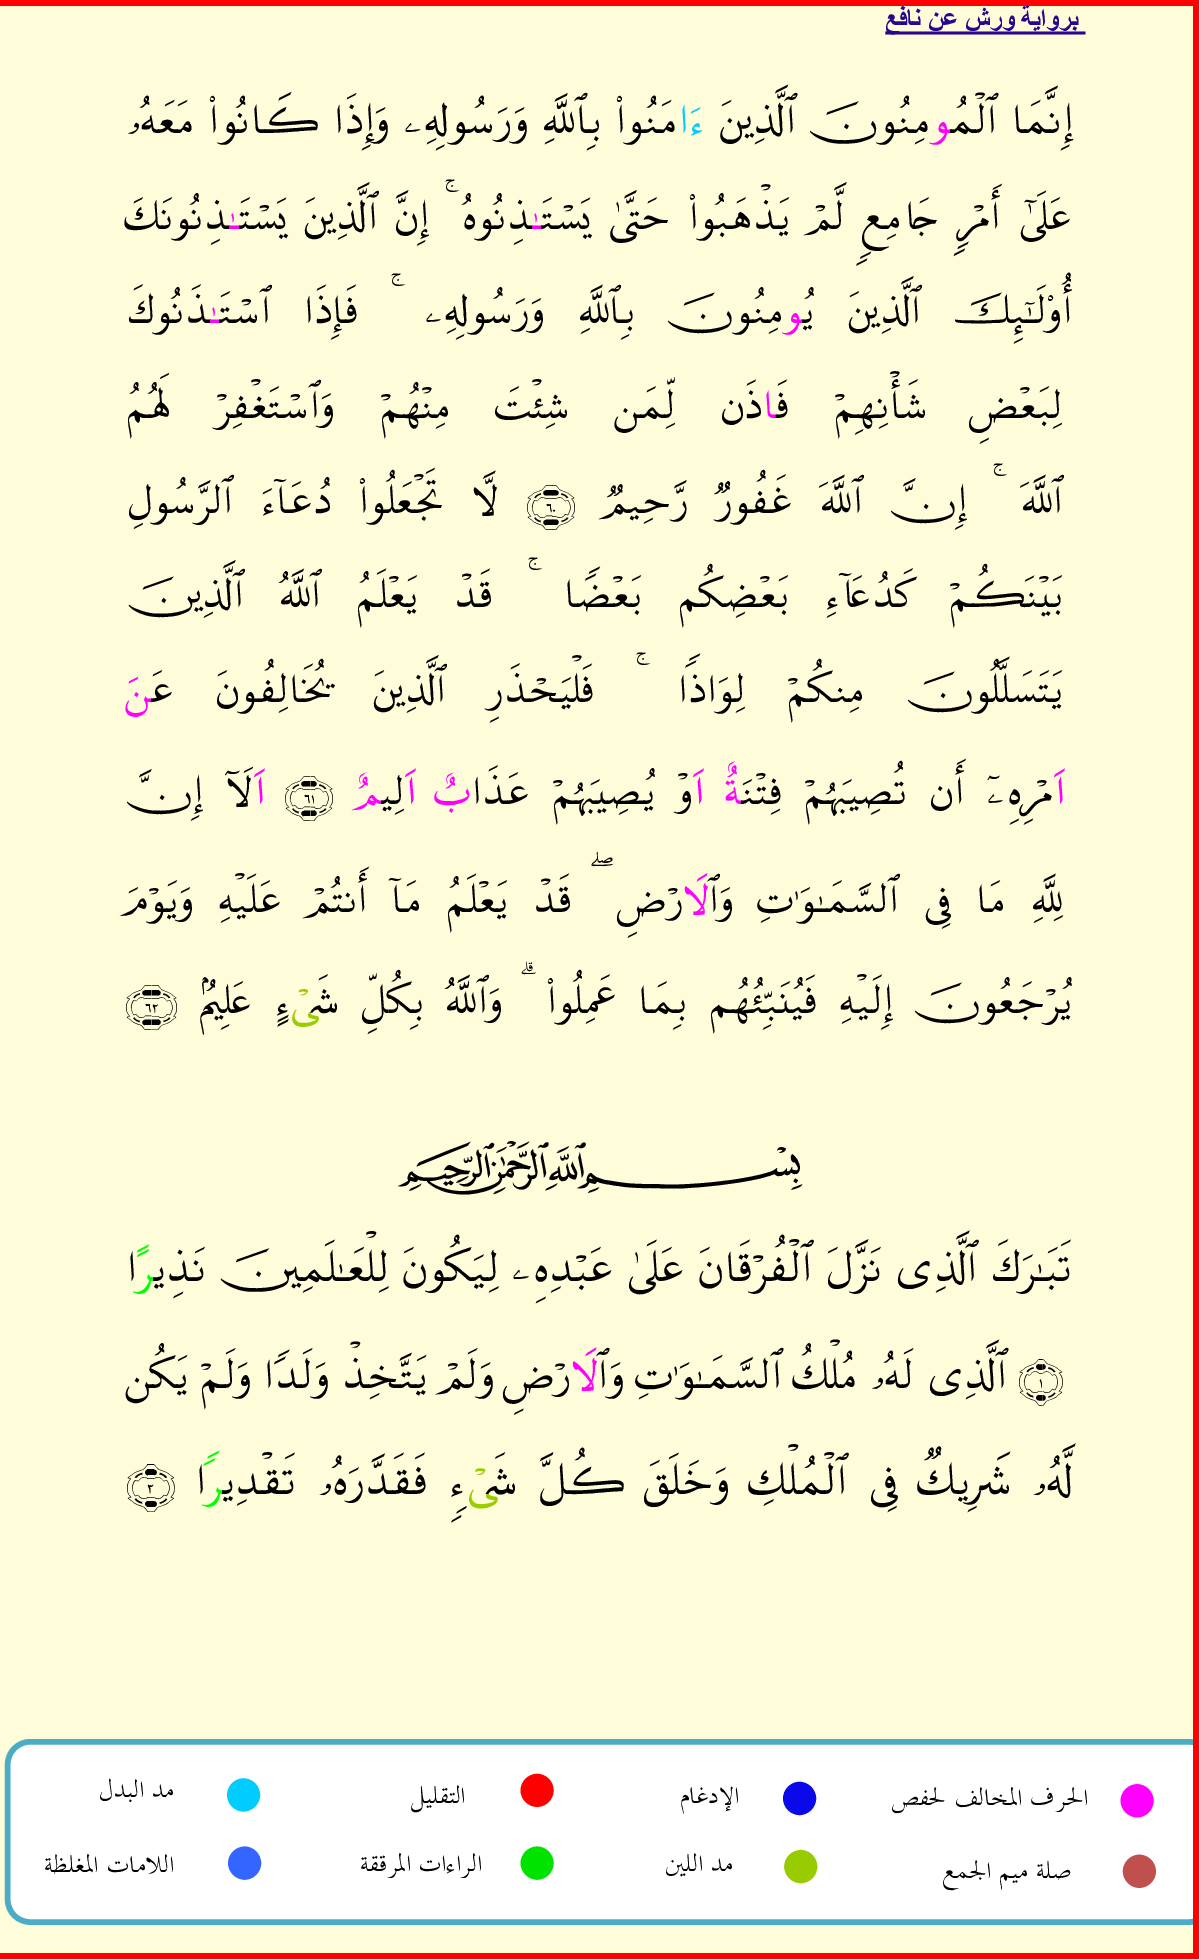 برواية ورش عن نافع
إِنَّمَا اَ۬لْمُومِنُونَ اَ۬لذِينَ ءَامَنُواْ بِاللَّهِ وَرَسُولِهِۦ وَإِذَا كَانُواْ مَعَهُۥ
عَلَىٰٓ أَمْرٖ جَامِعٖ لَّمْ يَذْهَبُواْ حَتَّىٰ يَسْتَٰذِنُوهُ ۚ إِنَّ ٱلَّذِينَ يَسْتَٰذِنُونَكَ
أُوْلَٰٓئِكَ ٱلَّذِينَ يُومِنُونَ بِٱللَّهِ وَرَسُولِهِۦ ۚ فَإِذَا ٱسْتَٰذَنُوكَ
لِبَعْضِ شَأْنِهِمْ فَاذَن لِّمَن شِئْتَ مِنْهُمْ وَٱسْتَغْفِرْ لَهُمُ
ٱللَّهَ ۚ إِنَّ ٱللَّهَ غَفُورٌ رَّحِيمٌ ٦٠ لَّا تَجْعَلُواْ دُعَآءَ ٱلرَّسُولِ
بَيْنَكُمْ كَدُعَآءِ بَعْضِكُم بَعْضًا ۚ قَدْ يَعْلَمُ ٱللَّهُ ٱلَّذِينَ
يَتَسَلَّلُونَ مِنكُمْ لِوَاذًا ۚ فَلْيَحْذَرِ ٱلَّذِينَ يُخَالِفُونَ عَنَ
اَمْرِهِۦٓ أَن تُصِيبَهُمْ فِتْنَةٌ اَوْ يُصِيبَهُمْ عَذَابٌ اَلِيمٌ ٦١ اَلَآ إِنَّ
لِلَّهِ مَا فِى ٱلسَّمَٰوَٰتِ وَٱلَارْضِ ۖ قَدْ يَعْلَمُ مَآ أَنتُمْ عَلَيْهِ وَيَوْمَ
يُرْجَعُونَ إِلَيْهِ فَيُنَبِّئُهُم بِمَا عَمِلُواْ ۗ وَٱللَّهُ بِكُلِّ شَىْءٍ عَلِيمٌۢ ٦٢
بِسْمِ ٱللَّهِ ٱلرَّحْمَٰنِ ٱلرَّحِيمِ
تَبَٰرَكَ ٱلَّذِى نَزَّلَ ٱلْفُرْقَانَ عَلَىٰ عَبْدِهِۦ لِيَكُونَ لِلْعَٰلَمِينَ نَذِيرًا
١ ٱلَّذِى لَهُۥ مُلْكُ ٱلسَّمَٰوَٰتِ وَٱلَارْضِ وَلَمْ يَتَّخِذْ وَلَدًا وَلَمْ يَكُن
لَّهُۥ شَرِيكٌ فِى ٱلْمُلْكِ وَخَلَقَ كُلَّ شَىْءٍ فَقَدَّرَهُۥ تَقْدِيرًا ٢
الحرف المخالف لحفص الإدغام التقليل مد البدل
صلة ميم الجمع مد اللين الراءات المرققة اللامات المغلظة